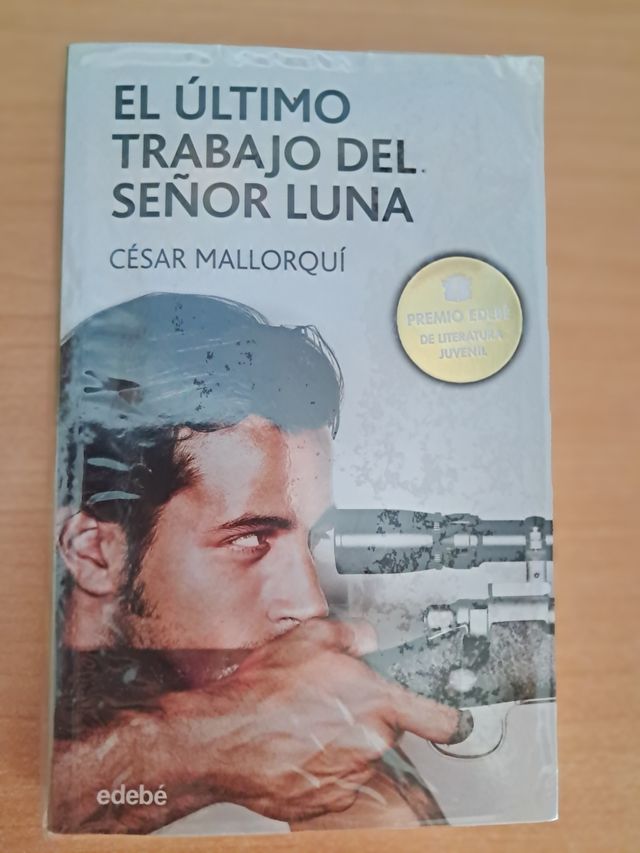 EL ÚLTIMO
TRABAJO DEL
SEÑOR LUNA
CÉSAR MALLORQUÍ
PREMIO EDEBÉ
DE LITERATURA
JUVENIL
edebé